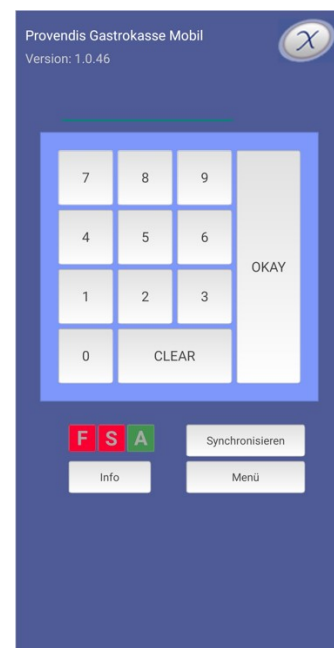 Provendis Gastrokasse Mobil
Version: 1.0.46
X
7 8 9
4 5 6
OKAY
1 2 3
0 CLEAR
F S A Synchronisieren
Info Menü